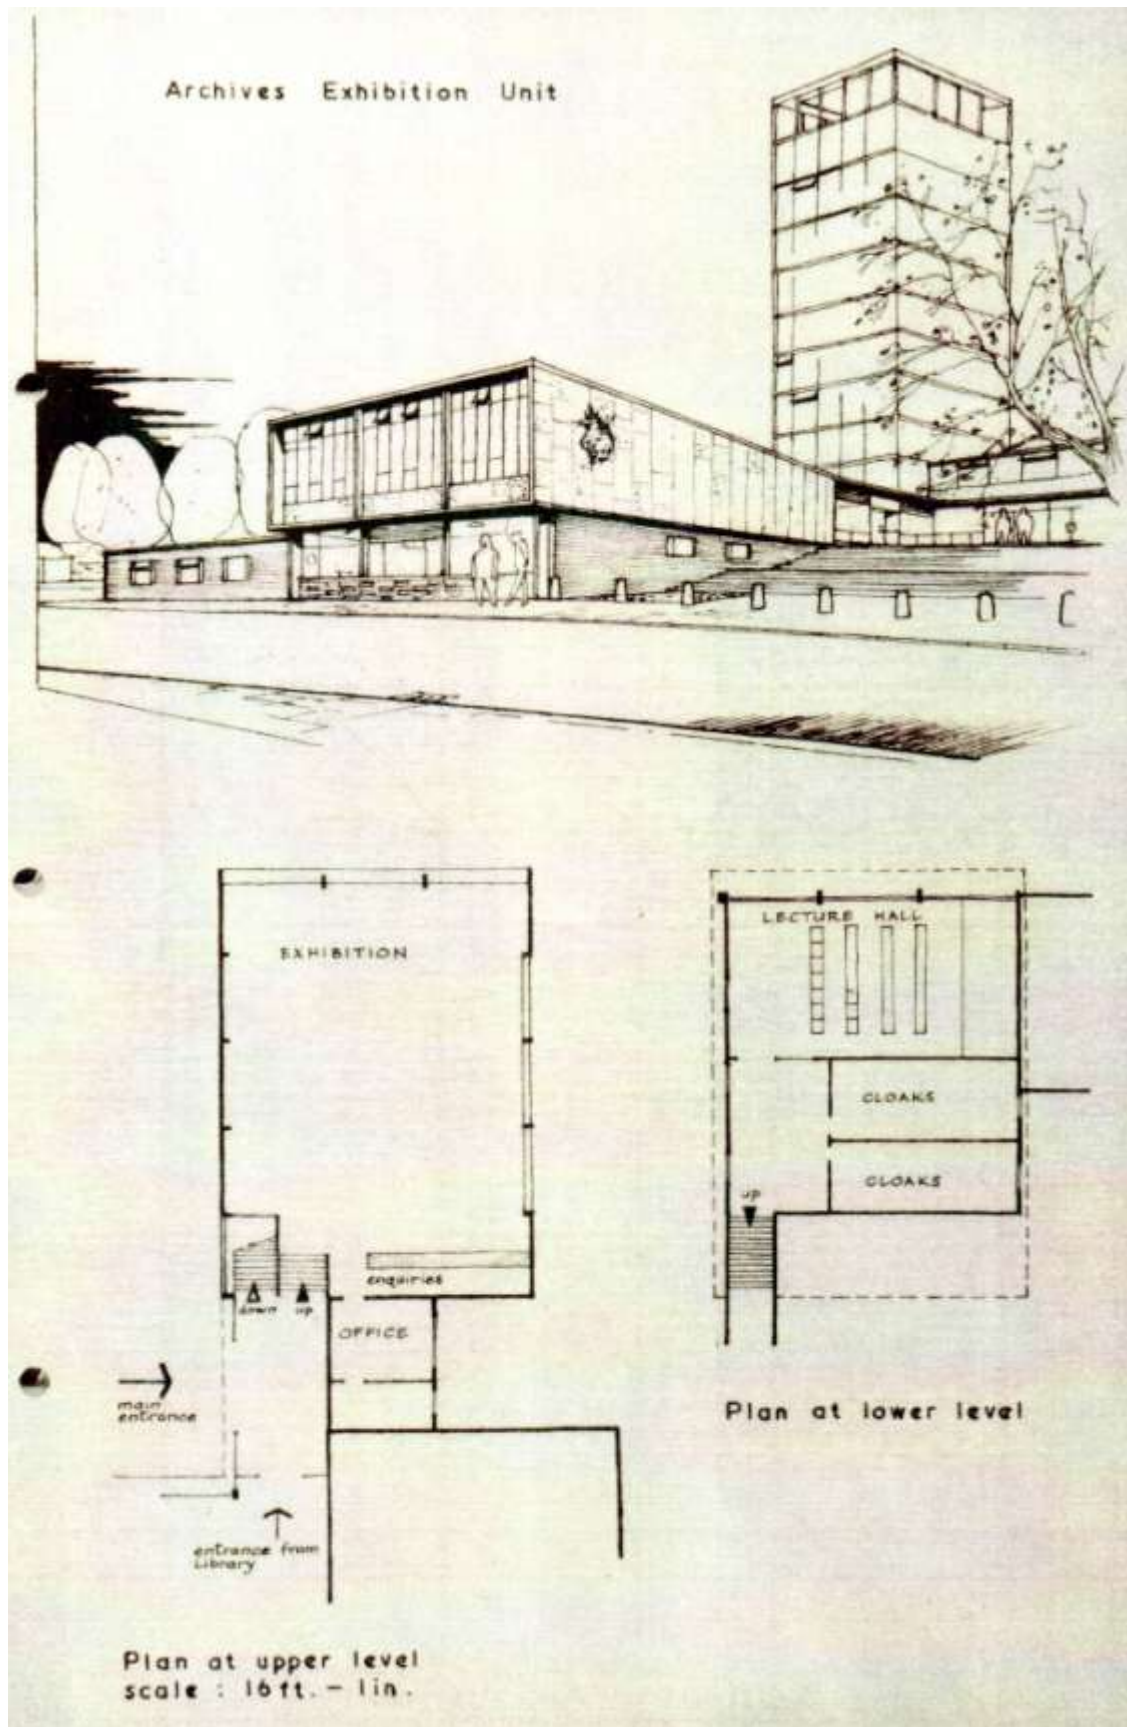 Archives Exhibition Unit
EXHIBITION
enquiries
down up
OFFICE
main
entrance
entrance from
Library
Plan at upper level
scale : 16ft. – 1in.
LECTURE HALL
CLOAKS
CLOAKS
up
Plan at lower level